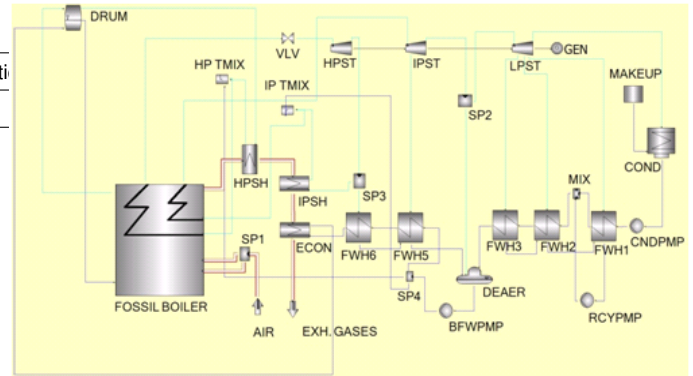 DRUM
VLV
HPST
IPST
LPST
GEN
HP TMIX
IP TMIX
MAKEUP
SP2
COND
HPSH
IPSH
SP3
MIX
SP1
ECON
FWH6
FWH5
FWH3
FWH2
FWH1
CNDPMP
FOSSIL BOILER
SP4
DEAER
AIR
EXH. GASES
BFWPMP
RCYPMP